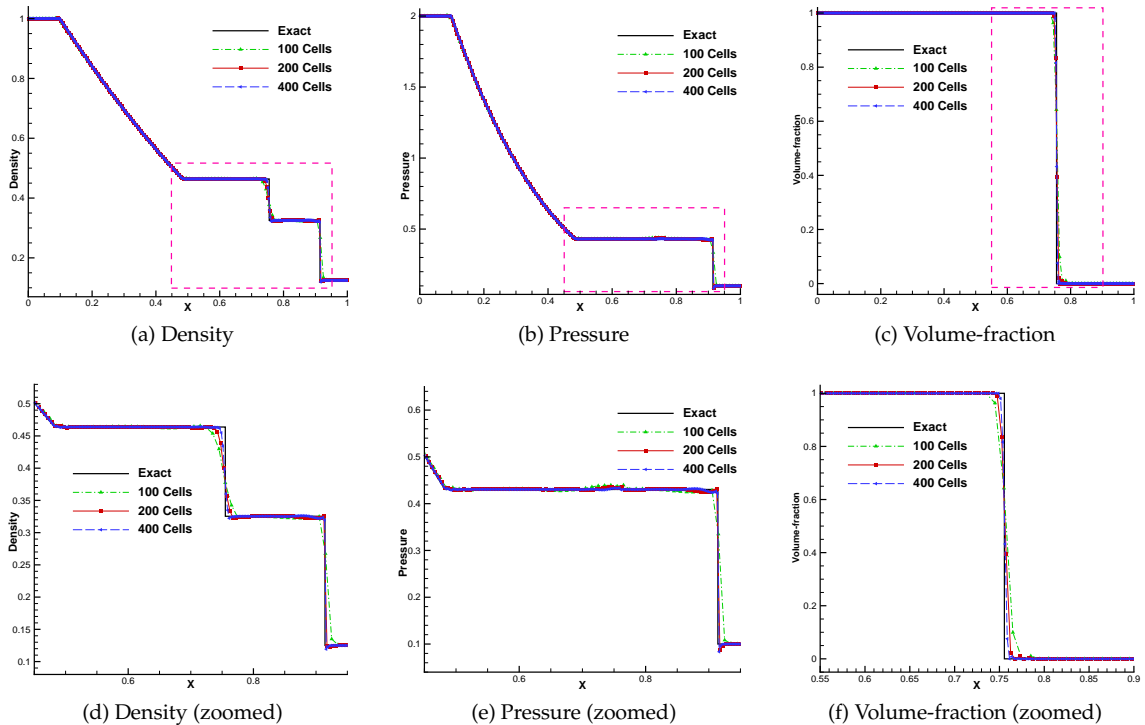 1
0.8
0.6
0.4
0.2
Density
0
0.2
0.4
0.6
0.8
1
X
Exact
100 Cells
200 Cells
400 Cells
(a) Density
2
1.5
1
0.5
Pressure
0
0.2
0.4
0.6
0.8
1
X
Exact
100 Cells
200 Cells
400 Cells
(b) Pressure
1
0.8
0.6
0.4
0.2
0
Volume-fraction
0
0.2
0.4
0.6
0.8
1
X
Exact
100 Cells
200 Cells
400 Cells
(c) Volume-fraction
0.5
0.45
0.4
0.35
0.3
0.25
0.2
0.15
0.1
Density
0.6
0.8
X
Exact
100 Cells
200 Cells
400 Cells
(d) Density (zoomed)
0.6
0.5
0.4
0.3
0.2
0.1
Pressure
0.6
0.8
X
Exact
100 Cells
200 Cells
400 Cells
(e) Pressure (zoomed)
1
0.8
0.6
0.4
0.2
0
Volume-fraction
0.55
0.6
0.65
0.7
0.75
0.8
0.85
0.9
X
Exact
100 Cells
200 Cells
400 Cells
(f) Volume-fraction (zoomed)